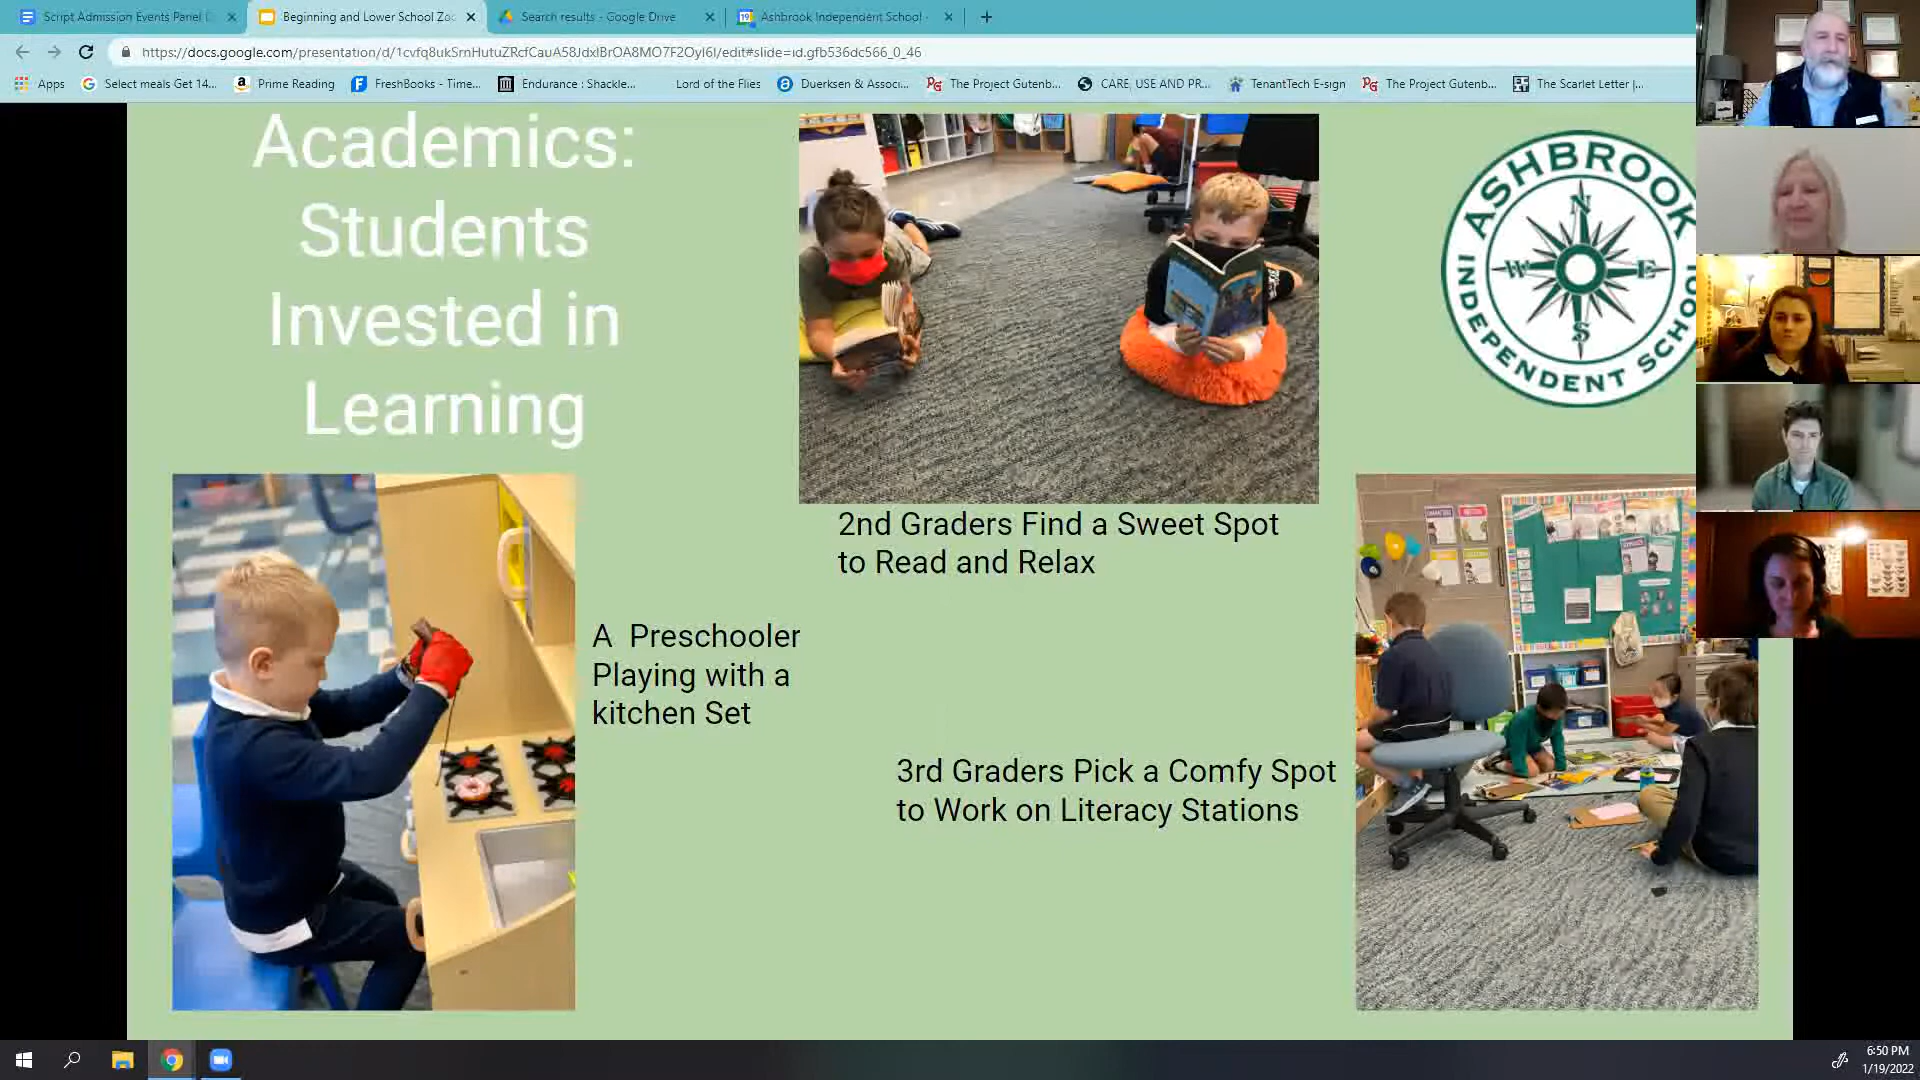 Script Admission Events Panel D
Beginning and Lower School Zoo
Search results - Google Drive
Ashbrook Independent School -
https://docs.google.com/presentation/d/1cvfq8ukSrnHutuZRcfCauA58JdxlBrOA8MO7F2OyI6I/edit#slide=id.gfb536dc566_0_46
Apps
Select meals Get 14...
Prime Reading
FreshBooks - Time...
Endurance : Shackle...
Lord of the Flies
Duerksen & Associ...
The Project Gutenb...
CARE, USE AND PR...
TenantTech E-sign
The Project Gutenb...
The Scarlet Letter |...
Academics:
Students
Invested in
Learning
ASHBROOK
INDEPENDENT SCHOOL
N
W
E
S
2nd Graders Find a Sweet Spot
to Read and Relax
A Preschooler
Playing with a
kitchen Set
3rd Graders Pick a Comfy Spot
to Work on Literacy Stations
6:50 PM
1/19/2022